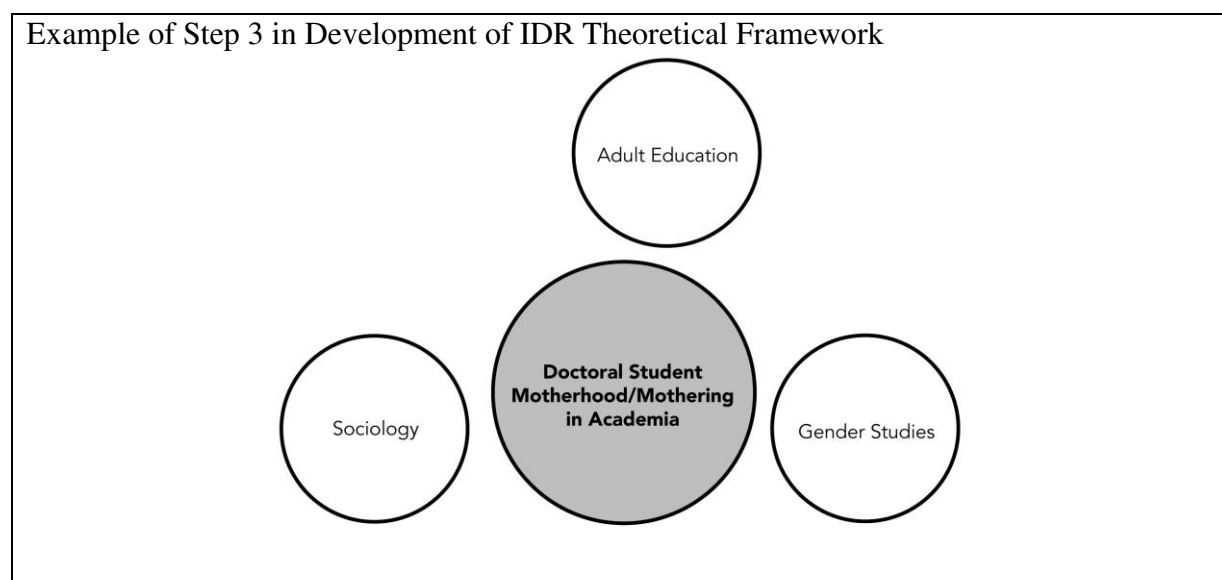 Example of Step 3 in Development of IDR Theoretical Framework
Adult Education
Doctoral Student
Motherhood/Mothering
in Academia
Sociology
Gender Studies